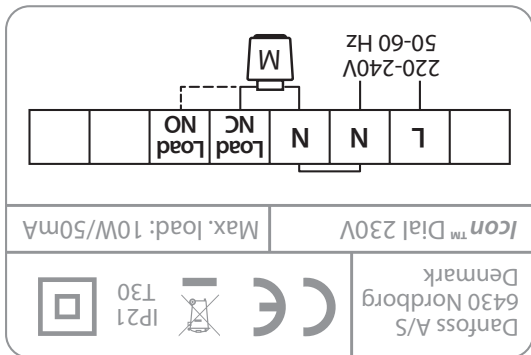 Danfoss A/S
6430 Nordborg
Denmark
CE
IP21
T30
Icon™ Dial 230V
Max. load: 10W/50mA
L
N
N
Load
NC
Load
NO
220-240V
50-60 Hz
M